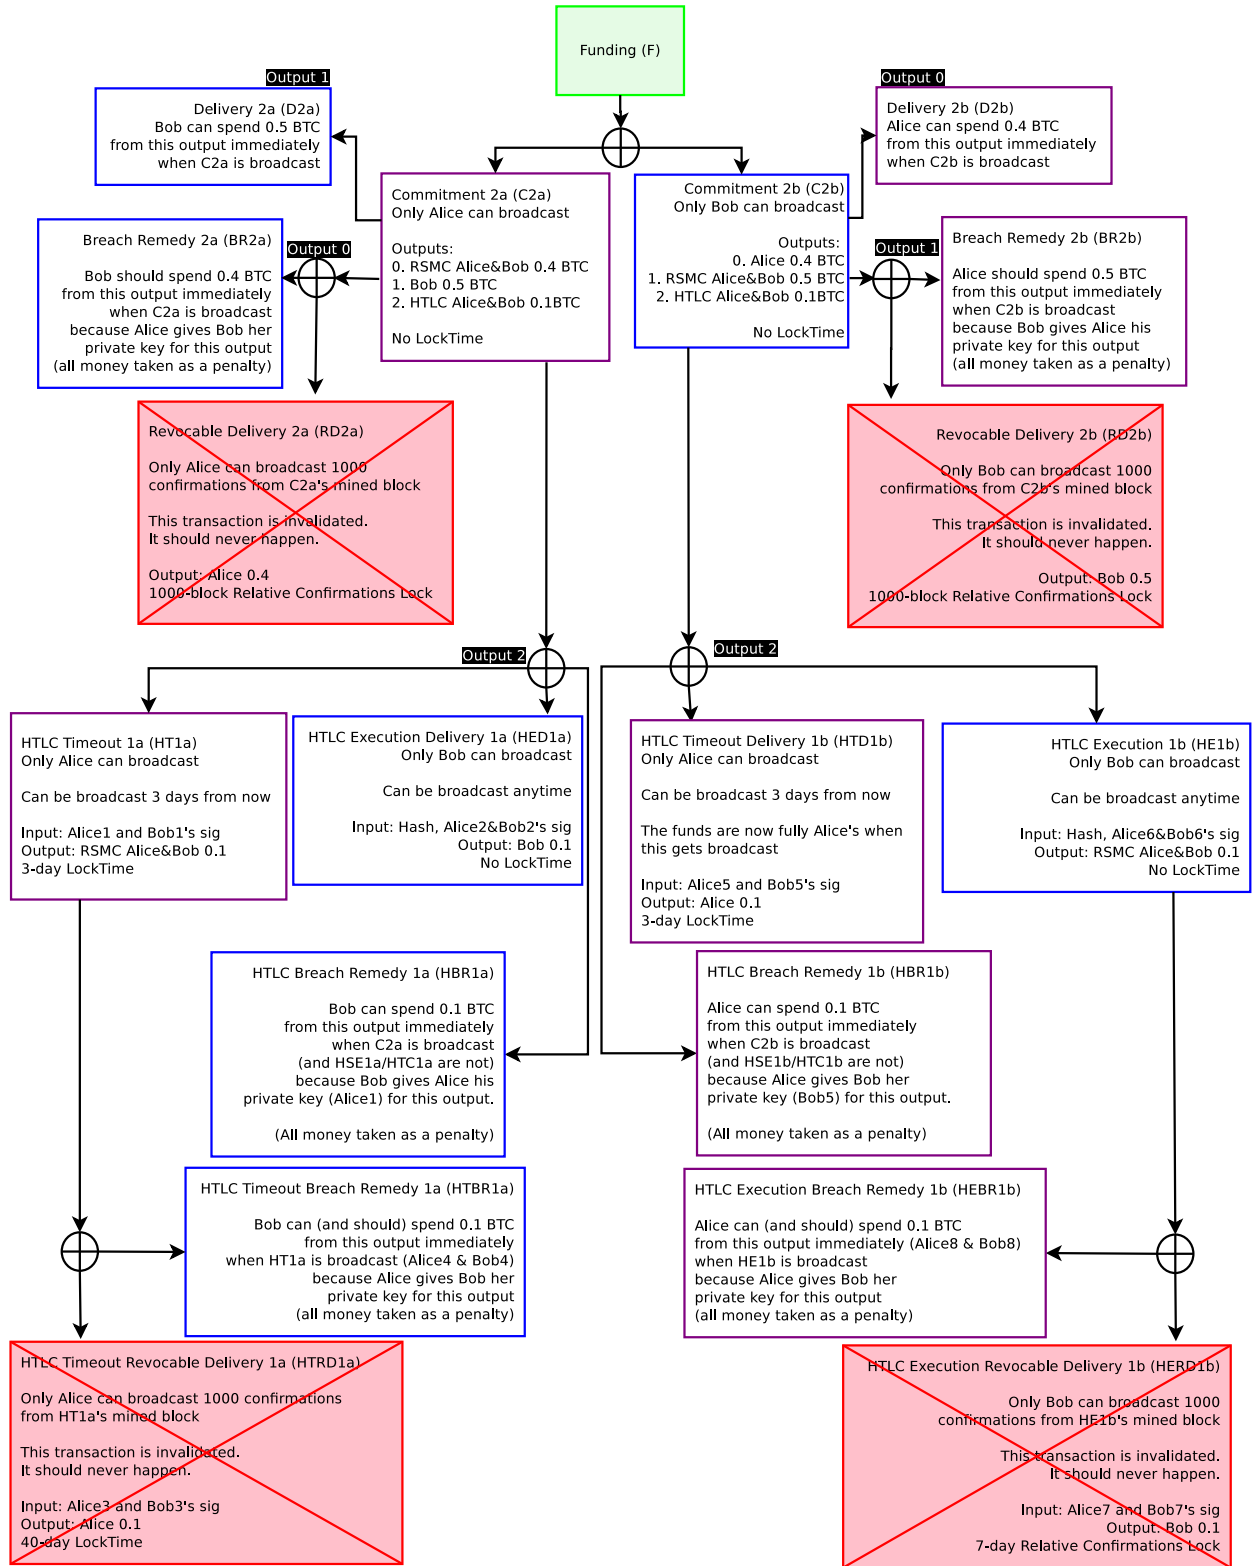 Funding (F)
Output 1
Delivery 2a (D2a)
Bob can spend 0.5 BTC
from this output immediately
when C2a is broadcast
Output 0
Delivery 2b (D2b)
Alice can spend 0.4 BTC
from this output immediately
when C2b is broadcast
Commitment 2a (C2a)
Only Alice can broadcast
Outputs:
0. RSMC Alice&Bob 0.4 BTC
1. Bob 0.5 BTC
2. HTLC Alice&Bob 0.1BTC
No LockTime
Commitment 2b (C2b)
Only Bob can broadcast
Outputs:
0. Alice 0.4 BTC
1. RSMC Alice&Bob 0.5 BTC
2. HTLC Alice&Bob 0.1BTC
No LockTime
Output 0
Breach Remedy 2a (BR2a)
Bob should spend 0.4 BTC
from this output immediately
when C2a is broadcast
because Alice gives Bob her
private key for this output
(all money taken as a penalty)
Output 1
Breach Remedy 2b (BR2b)
Alice should spend 0.5 BTC
from this output immediately
when C2b is broadcast
because Bob gives Alice his
private key for this output
(all money taken as a penalty)
Revocable Delivery 2a (RD2a)
Only Alice can broadcast 1000
confirmations from C2a's mined block
This transaction is invalidated.
It should never happen.
Output: Alice 0.4
1000-block Relative Confirmations Lock
Revocable Delivery 2b (RD2b)
Only Bob can broadcast 1000
confirmations from C2b's mined block
This transaction is invalidated.
It should never happen.
Output: Bob 0.5
1000-block Relative Confirmations Lock
Output 2
Output 2
HTLC Timeout 1a (HT1a)
Only Alice can broadcast
Can be broadcast 3 days from now
Input: Alice1 and Bob1's sig
Output: RSMC Alice&Bob 0.1
3-day LockTime
HTLC Execution Delivery 1a (HED1a)
Only Bob can broadcast
Can be broadcast anytime
Input: Hash, Alice2&Bob2's sig
Output: Bob 0.1
No LockTime
HTLC Timeout Delivery 1b (HTD1b)
Only Alice can broadcast
Can be broadcast 3 days from now
The funds are now fully Alice's when
this gets broadcast
Input: Alice5 and Bob5's sig
Output: Alice 0.1
3-day LockTime
HTLC Execution 1b (HE1b)
Only Bob can broadcast
Can be broadcast anytime
Input: Hash, Alice6&Bob6's sig
Output: RSMC Alice&Bob 0.1
No LockTime
HTLC Breach Remedy 1a (HBR1a)
Bob can spend 0.1 BTC
from this output immediately
when C2a is broadcast
(and HSE1a/HTC1a are not)
because Bob gives Alice his
private key (Alice1) for this output.
(All money taken as a penalty)
HTLC Breach Remedy 1b (HBR1b)
Alice can spend 0.1 BTC
from this output immediately
when C2b is broadcast
(and HSE1b/HTC1b are not)
because Alice gives Bob her
private key (Bob5) for this output.
(All money taken as a penalty)
HTLC Timeout Breach Remedy 1a (HTBR1a)
Bob can (and should) spend 0.1 BTC
from this output immediately
when HT1a is broadcast (Alice4 & Bob4)
because Alice gives Bob her
private key for this output
(all money taken as a penalty)
HTLC Execution Breach Remedy 1b (HEBR1b)
Alice can (and should) spend 0.1 BTC
from this output immediately (Alice8 & Bob8)
when HE1b is broadcast
because Alice gives Bob her
private key for this output
(all money taken as a penalty)
HTLC Timeout Revocable Delivery 1a (HTRD1a)
Only Alice can broadcast 1000 confirmations
from HT1a's mined block
This transaction is invalidated.
It should never happen.
Input: Alice3 and Bob3's sig
Output: Alice 0.1
40-day LockTime
HTLC Execution Revocable Delivery 1b (HERD1b)
Only Bob can broadcast 1000
confirmations from HE1b's mined block
This transaction is invalidated.
It should never happen.
Input: Alice7 and Bob7's sig
Output: Bob 0.1
7-day Relative Confirmations Lock